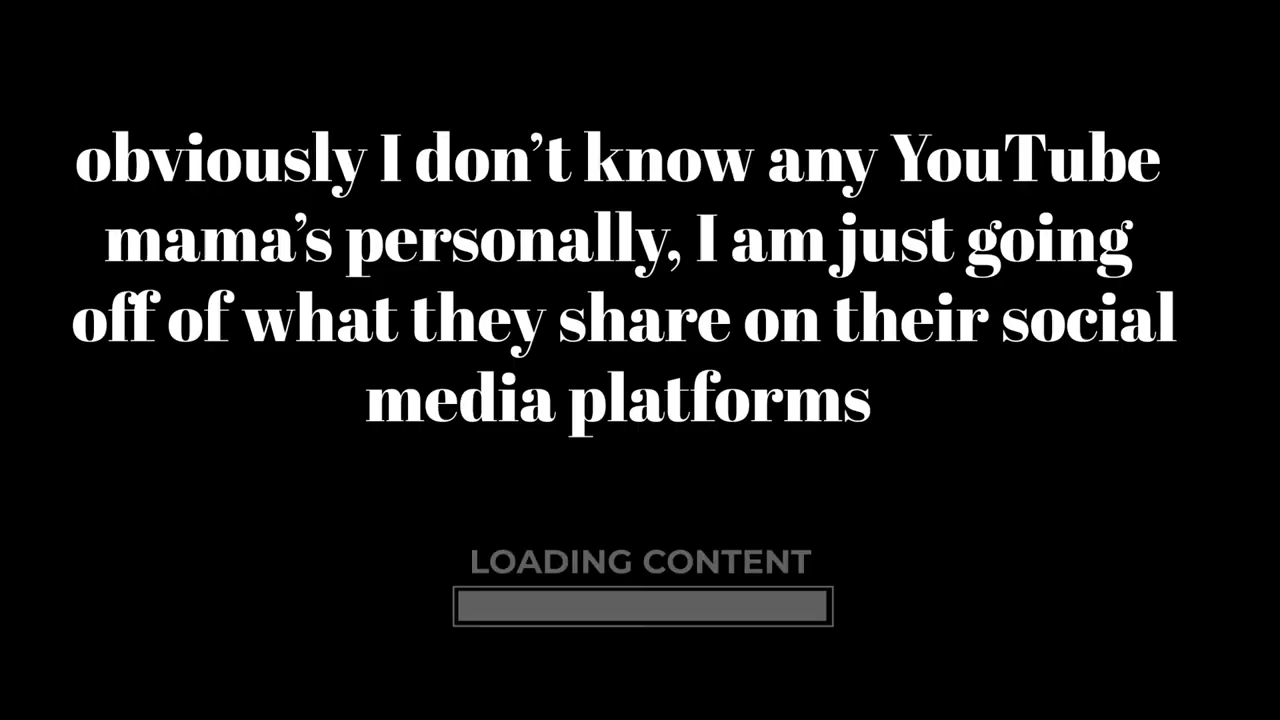 obviously I don’t know any YouTube
mama’s personally, I am just going
off of what they share on their social
media platforms
LOADING CONTENT